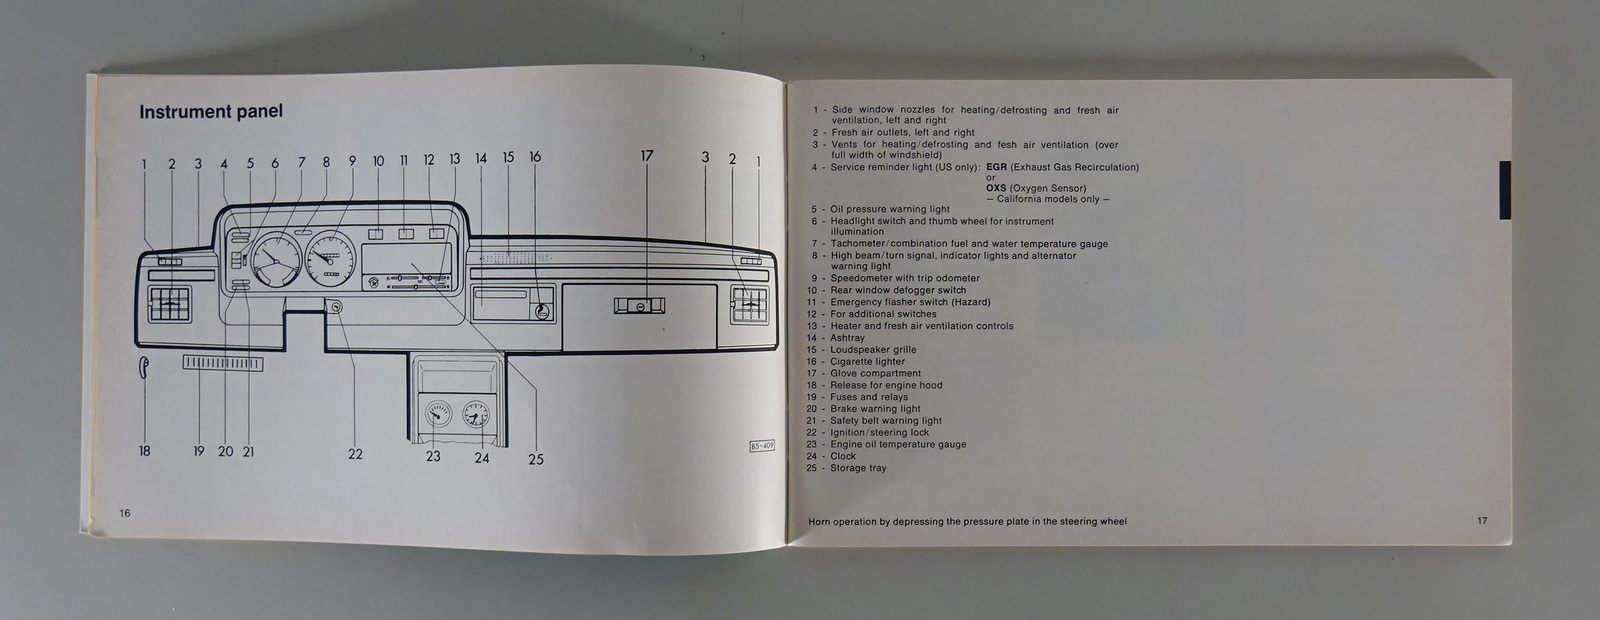 Instrument panel
1 2 3 4 5 6 7 8 9 10 11 12 13 14 15 16 17 3 2 1
18 19 20 21 22 23 24 25
85-409
16
1 - Side window nozzles for heating/defrosting and fresh air
ventilation, left and right
2 - Fresh air outlets, left and right
3 - Vents for heating/defrosting and fesh air ventilation (over
full width of windshield)
4 - Service reminder light (US only): EGR (Exhaust Gas Recirculation)
or
OXS (Oxygen Sensor)
— California models only —
5 - Oil pressure warning light
6 - Headlight switch and thumb wheel for instrument
illumination
7 - Tachometer/combination fuel and water temperature gauge
8 - High beam/turn signal, indicator lights and alternator
warning light
9 - Speedometer with trip odometer
10 - Rear window defogger switch
11 - Emergency flasher switch (Hazard)
12 - For additional switches
13 - Heater and fresh air ventilation controls
14 - Ashtray
15 - Loudspeaker grille
16 - Cigarette lighter
17 - Glove compartment
18 - Release for engine hood
19 - Fuses and relays
20 - Brake warning light
21 - Safety belt warning light
22 - Ignition/steering lock
23 - Engine oil temperature gauge
24 - Clock
25 - Storage tray
Horn operation by depressing the pressure plate in the steering wheel
17